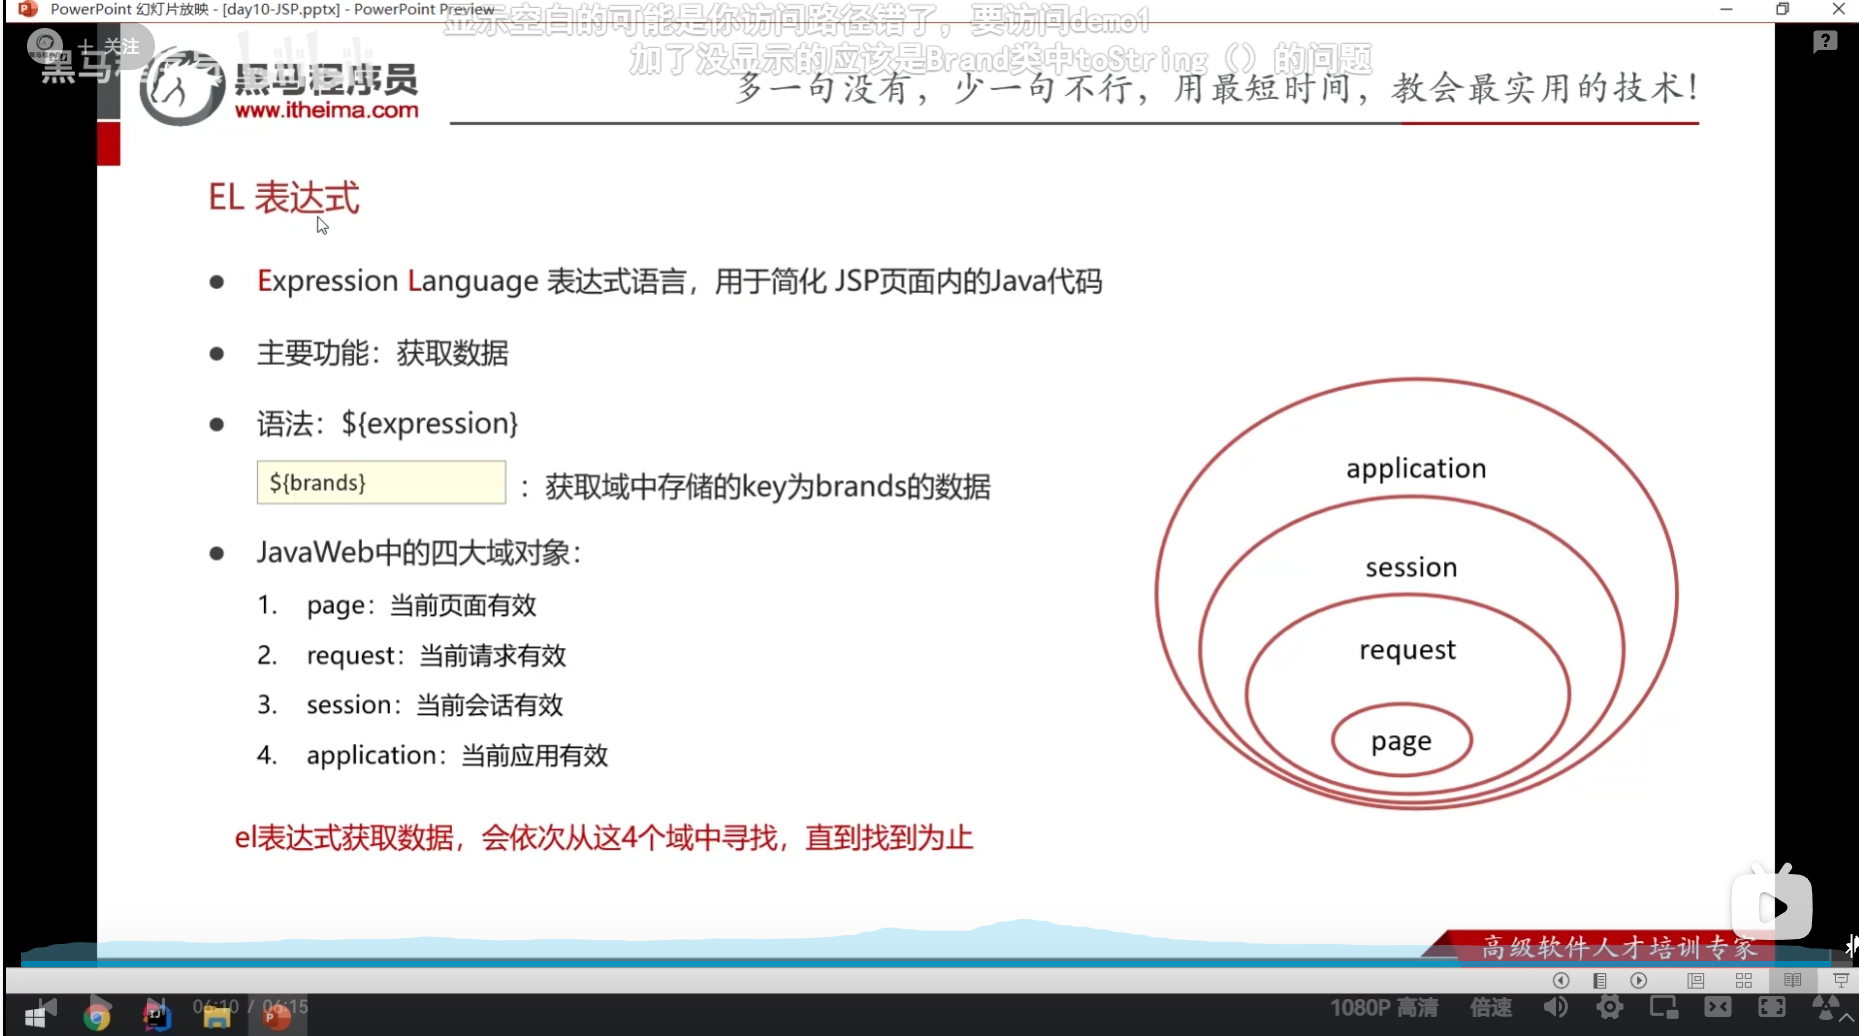 PowerPoint 幻灯片放映 - [day10-JSP.pptx] - PowerPoint Preview
显示空白的可能是你访问路径错了，要访问demo1
+ 关注
加了没显示的应该是Brand类中toString（）的问题
黑马程序员
www.itheima.com
多一句没有，少一句不行，用最短时间，教会最实用的技术！
EL 表达式
Expression Language 表达式语言，用于简化 JSP页面内的Java代码
主要功能：获取数据
语法：${expression}
${brands}
：获取域中存储的key为brands的数据
JavaWeb中的四大域对象：
1. page：当前页面有效
2. request：当前请求有效
3. session：当前会话有效
4. application：当前应用有效
el表达式获取数据，会依次从这4个域中寻找，直到找到为止
application
session
request
page
高级软件人才培训专家
06:10 / 06:15
1080P 高清
倍速